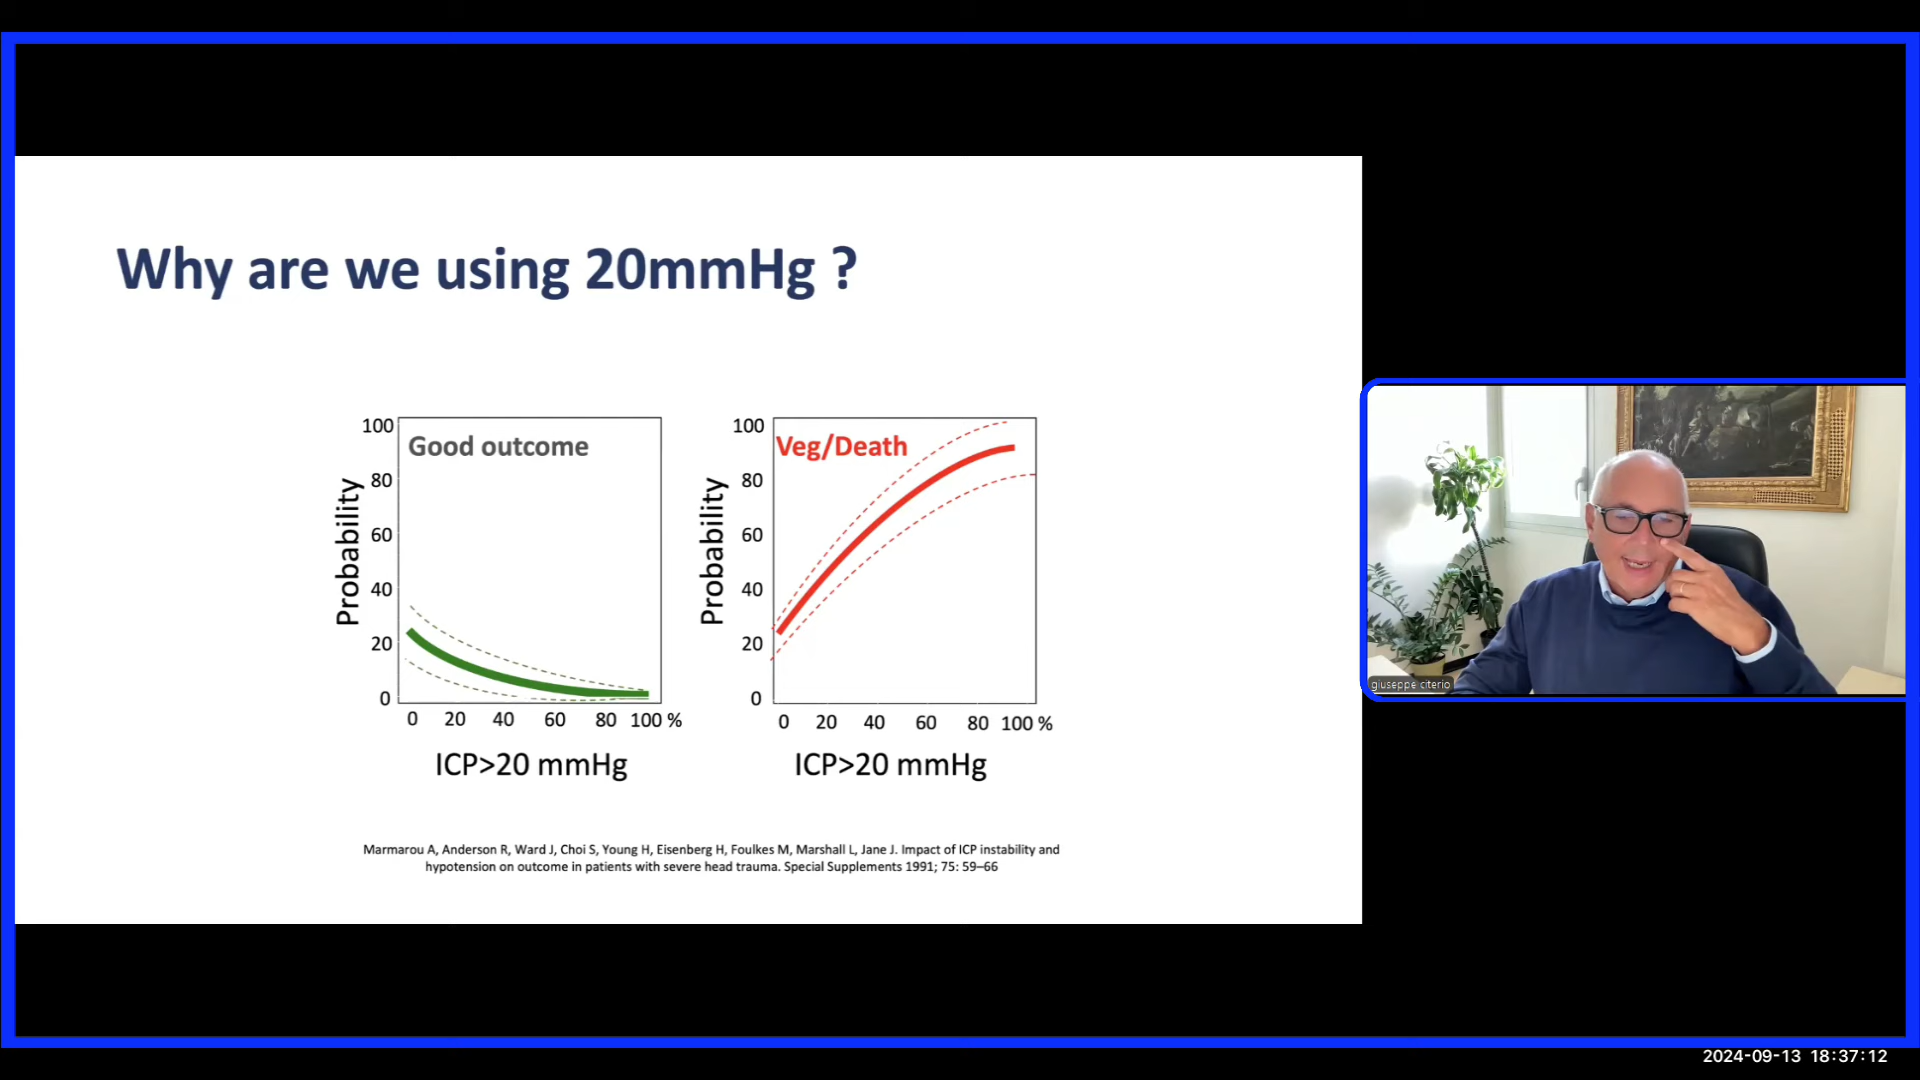 Why are we using 20mmHg ?
100
Good outcome
80
60
40
20
0
Probability
0 20 40 60 80 100 %
ICP>20 mmHg
100
Veg/Death
80
60
40
20
0
Probability
0 20 40 60 80 100 %
ICP>20 mmHg
Marmarou A, Anderson R, Ward J, Choi S, Young H, Eisenberg H, Foulkes M, Marshall L, Jane J. Impact of ICP instability and
hypotension on outcome in patients with severe head trauma. Special Supplements 1991; 75: 59–66
giuseppe citerio
2024-09-13 18:37:12